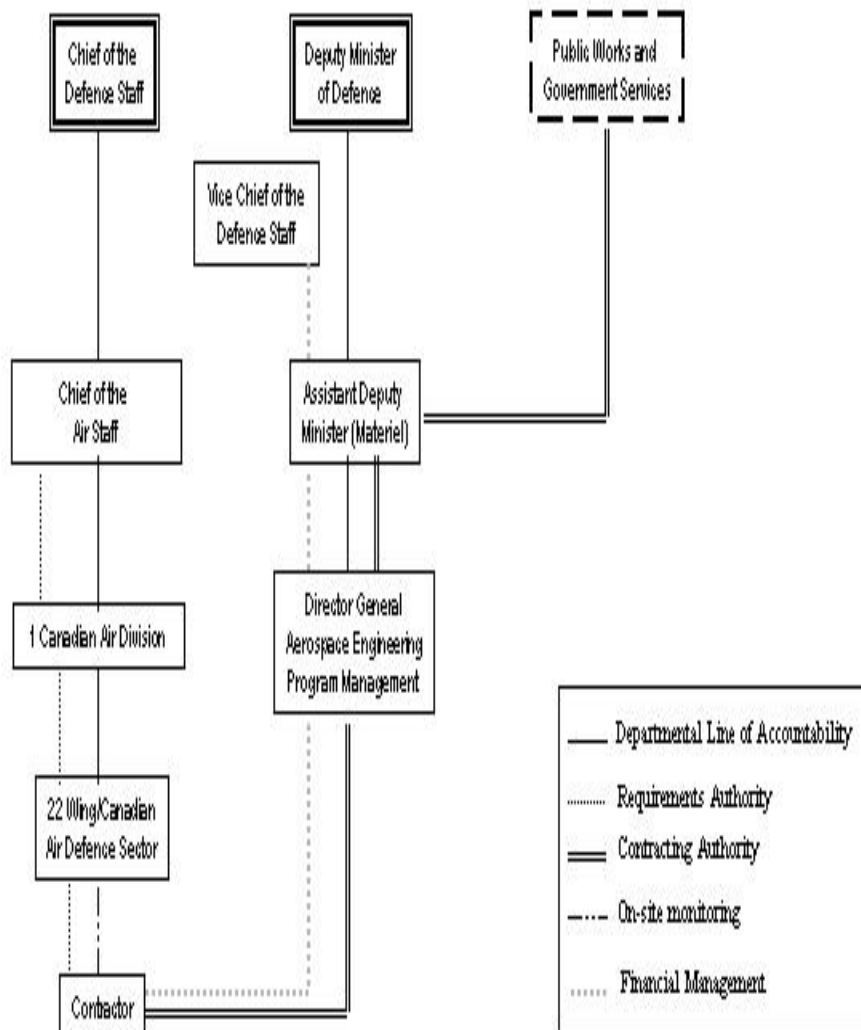 Chief of the
Defence Staff
Deputy Minister
of Defence
Public Works and
Government Services
Vice Chief of the
Defence Staff
Chief of the
Air Staff
Assistant Deputy
Minister (Materiel)
1 Canadian Air Division
Director General
Aerospace Engineering
Program Management
22 Wing/Canadian
Air Defence Sector
Contractor
Departmental Line of Accountability
Requirements Authority
Contracting Authority
On-site monitoring
Financial Management